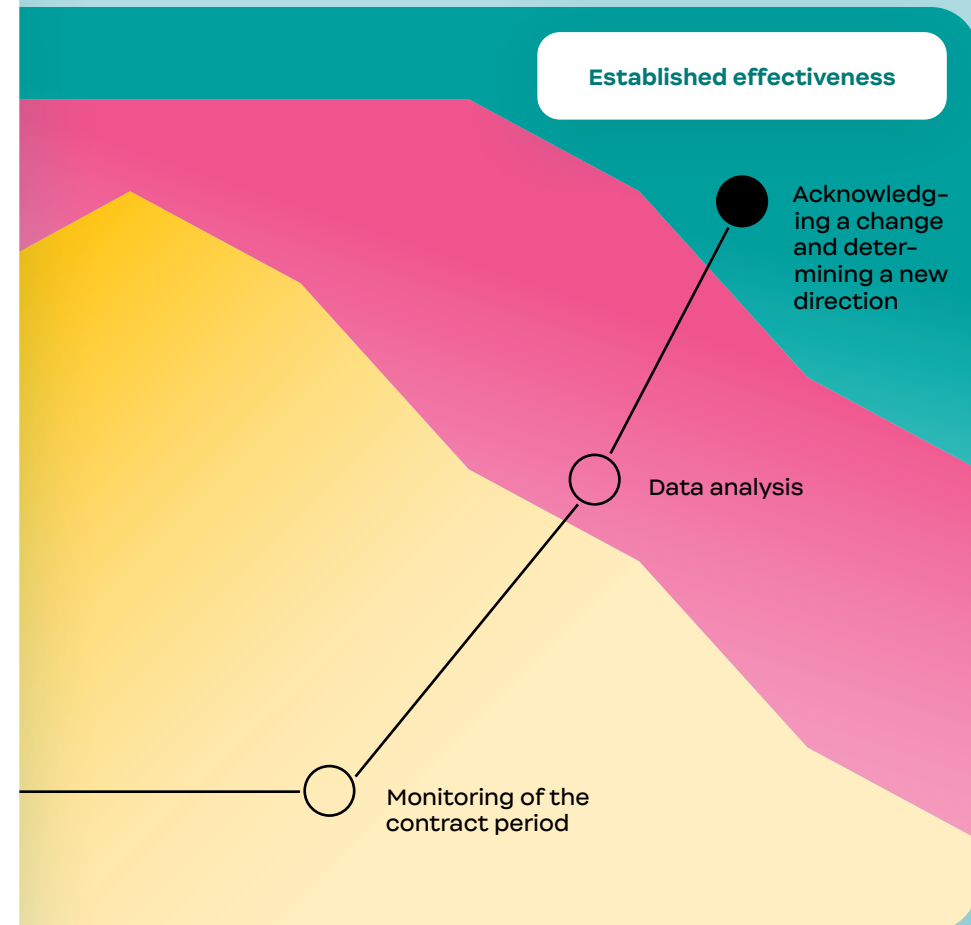 Established effectiveness
Acknowledg-
ing a change
and deter-
mining a new
direction
Data analysis
Monitoring of the
contract period